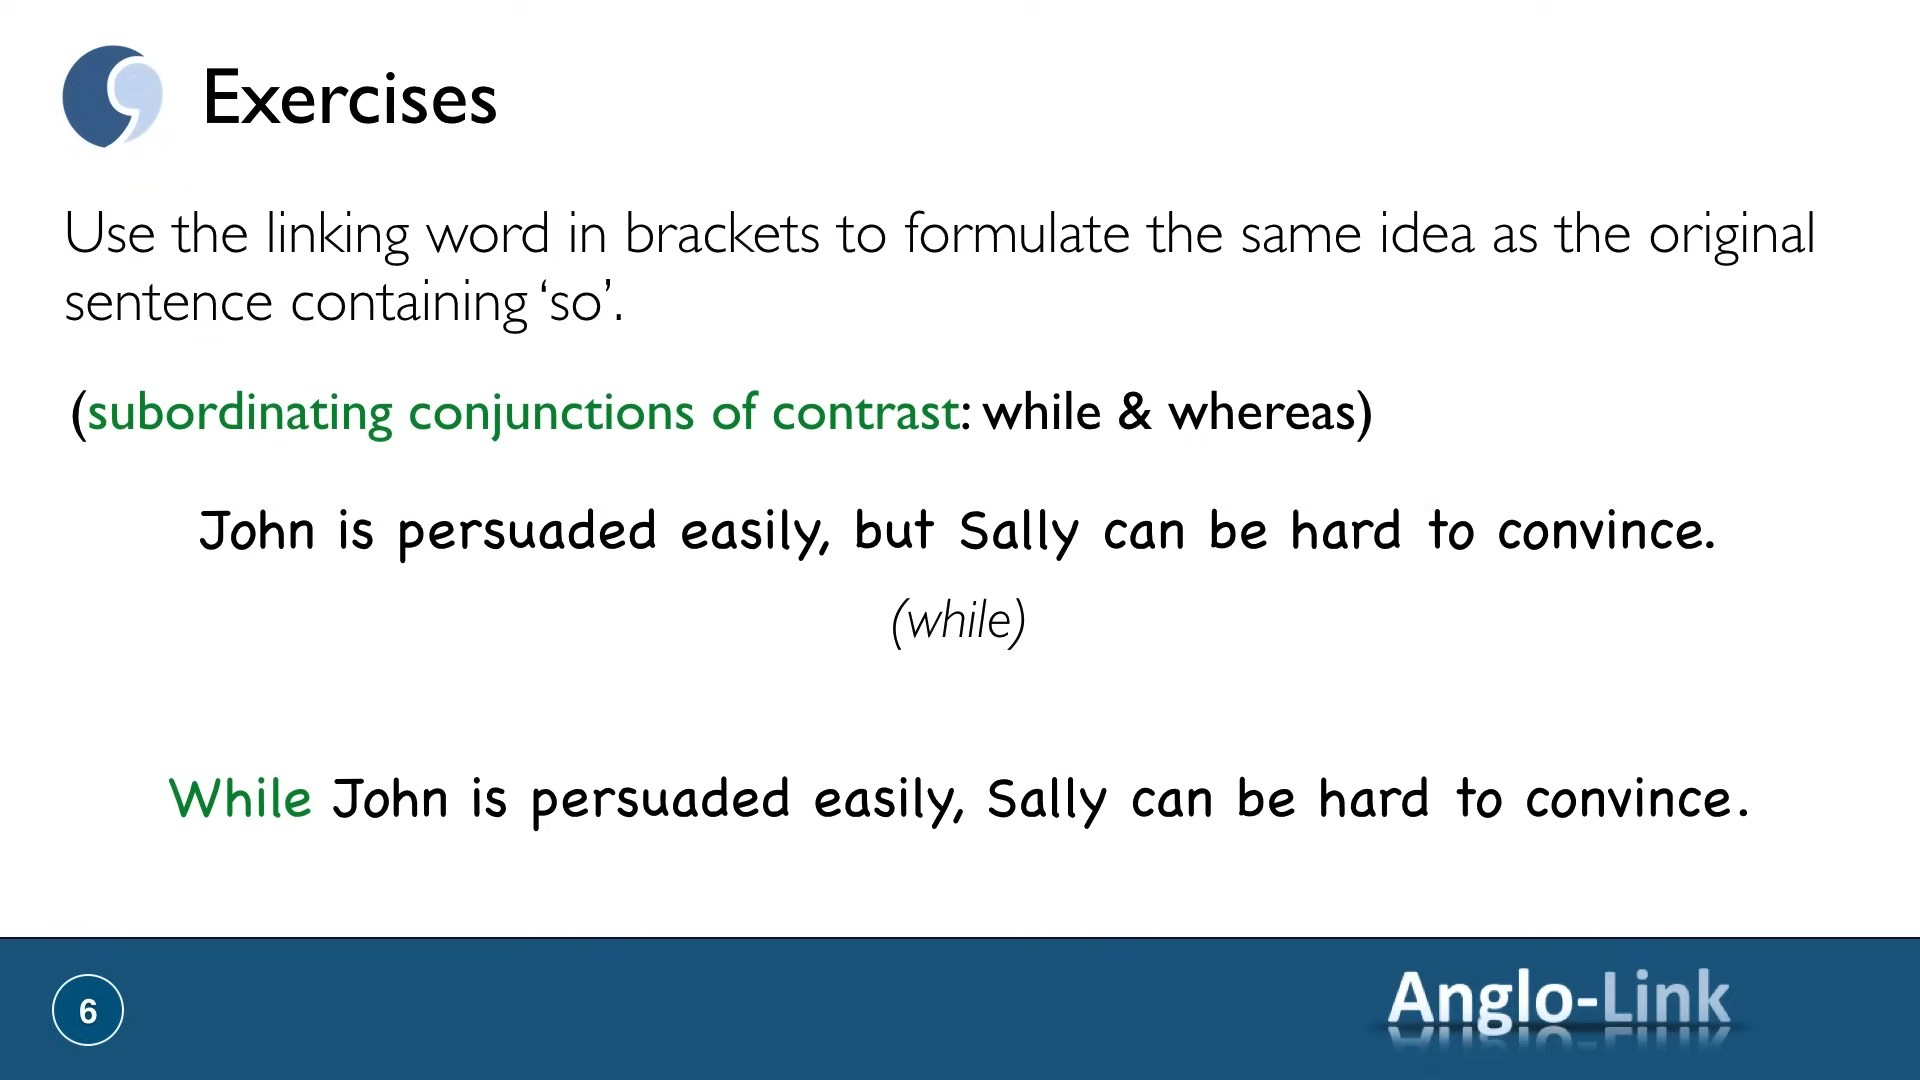 Exercises
Use the linking word in brackets to formulate the same idea as the original
sentence containing ‘so’.
(subordinating conjunctions of contrast: while & whereas)
John is persuaded easily, but Sally can be hard to convince.
(while)
While John is persuaded easily, Sally can be hard to convince.
6
Anglo-Link